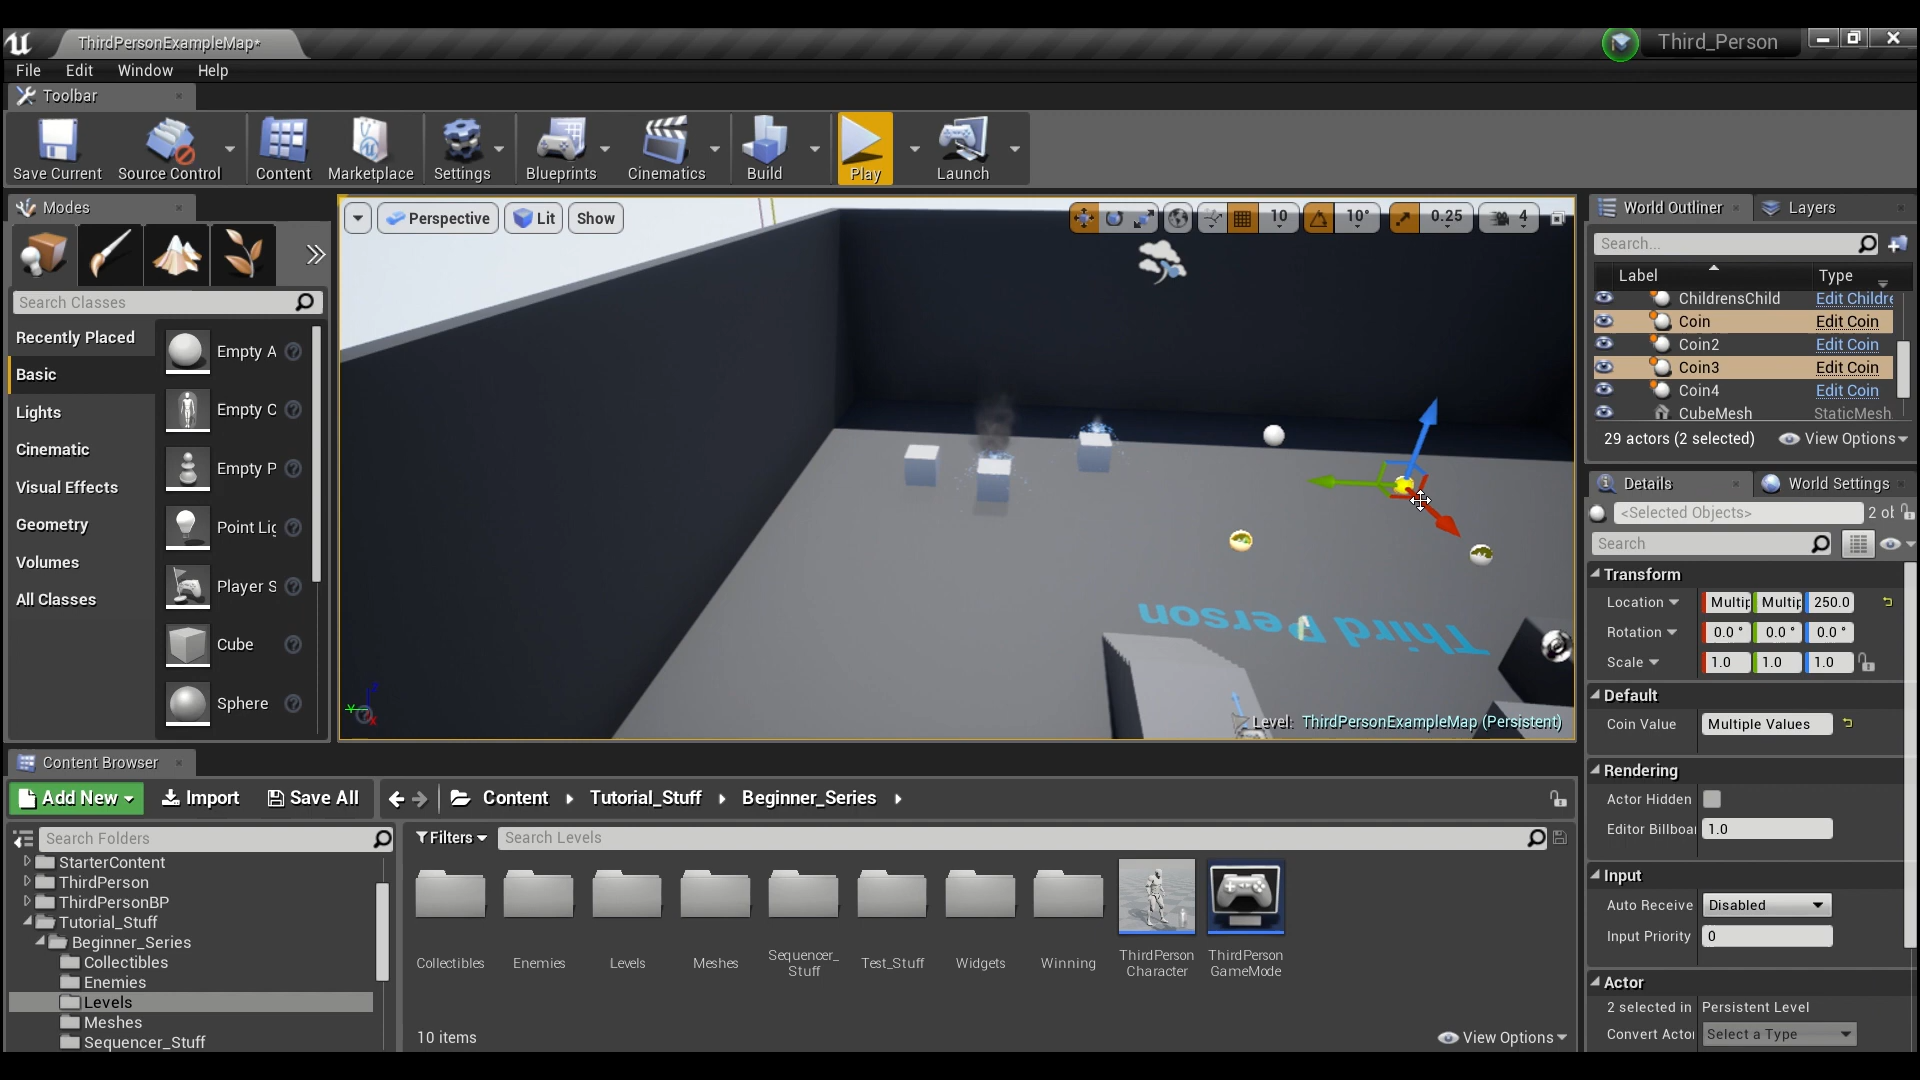 ThirdPersonExampleMap*
Third_Person
File Edit Window Help
Toolbar
Save Current
Source Control
Content
Marketplace
Settings
Blueprints
Cinematics
Build
Play
Launch
Modes
Search Classes
Recently Placed
Basic
Lights
Cinematic
Visual Effects
Geometry
Volumes
All Classes
Empty A
Empty C
Empty P
Point Lig
Player S
Cube
Sphere
Perspective
Lit
Show
10
10°
0.25
4
Third Person
Level: ThirdPersonExampleMap (Persistent)
World Outliner
Layers
Search...
Label Type
ChildrensChild Edit Childre
Coin Edit Coin
Coin2 Edit Coin
Coin3 Edit Coin
Coin4 Edit Coin
CubeMesh StaticMesh
29 actors (2 selected)
View Options
Details
World Settings
<Selected Objects>
2 ob
Search
Transform
Location Multip Multip 250.0
Rotation 0.0 ° 0.0 ° 0.0 °
Scale 1.0 1.0 1.0
Default
Coin Value Multiple Values
Rendering
Actor Hidden
Editor Billboar 1.0
Input
Auto Receive Disabled
Input Priority 0
Actor
2 selected in Persistent Level
Convert Actor Select a Type
Content Browser
Add New
Import
Save All
Content
Tutorial_Stuff
Beginner_Series
Search Folders
StarterContent
ThirdPerson
ThirdPersonBP
Tutorial_Stuff
Beginner_Series
Collectibles
Enemies
Levels
Meshes
Sequencer_Stuff
Filters
Search Levels
Collectibles
Enemies
Levels
Meshes
Sequencer_
Stuff
Test_Stuff
Widgets
Winning
ThirdPerson
Character
ThirdPerson
GameMode
10 items
View Options